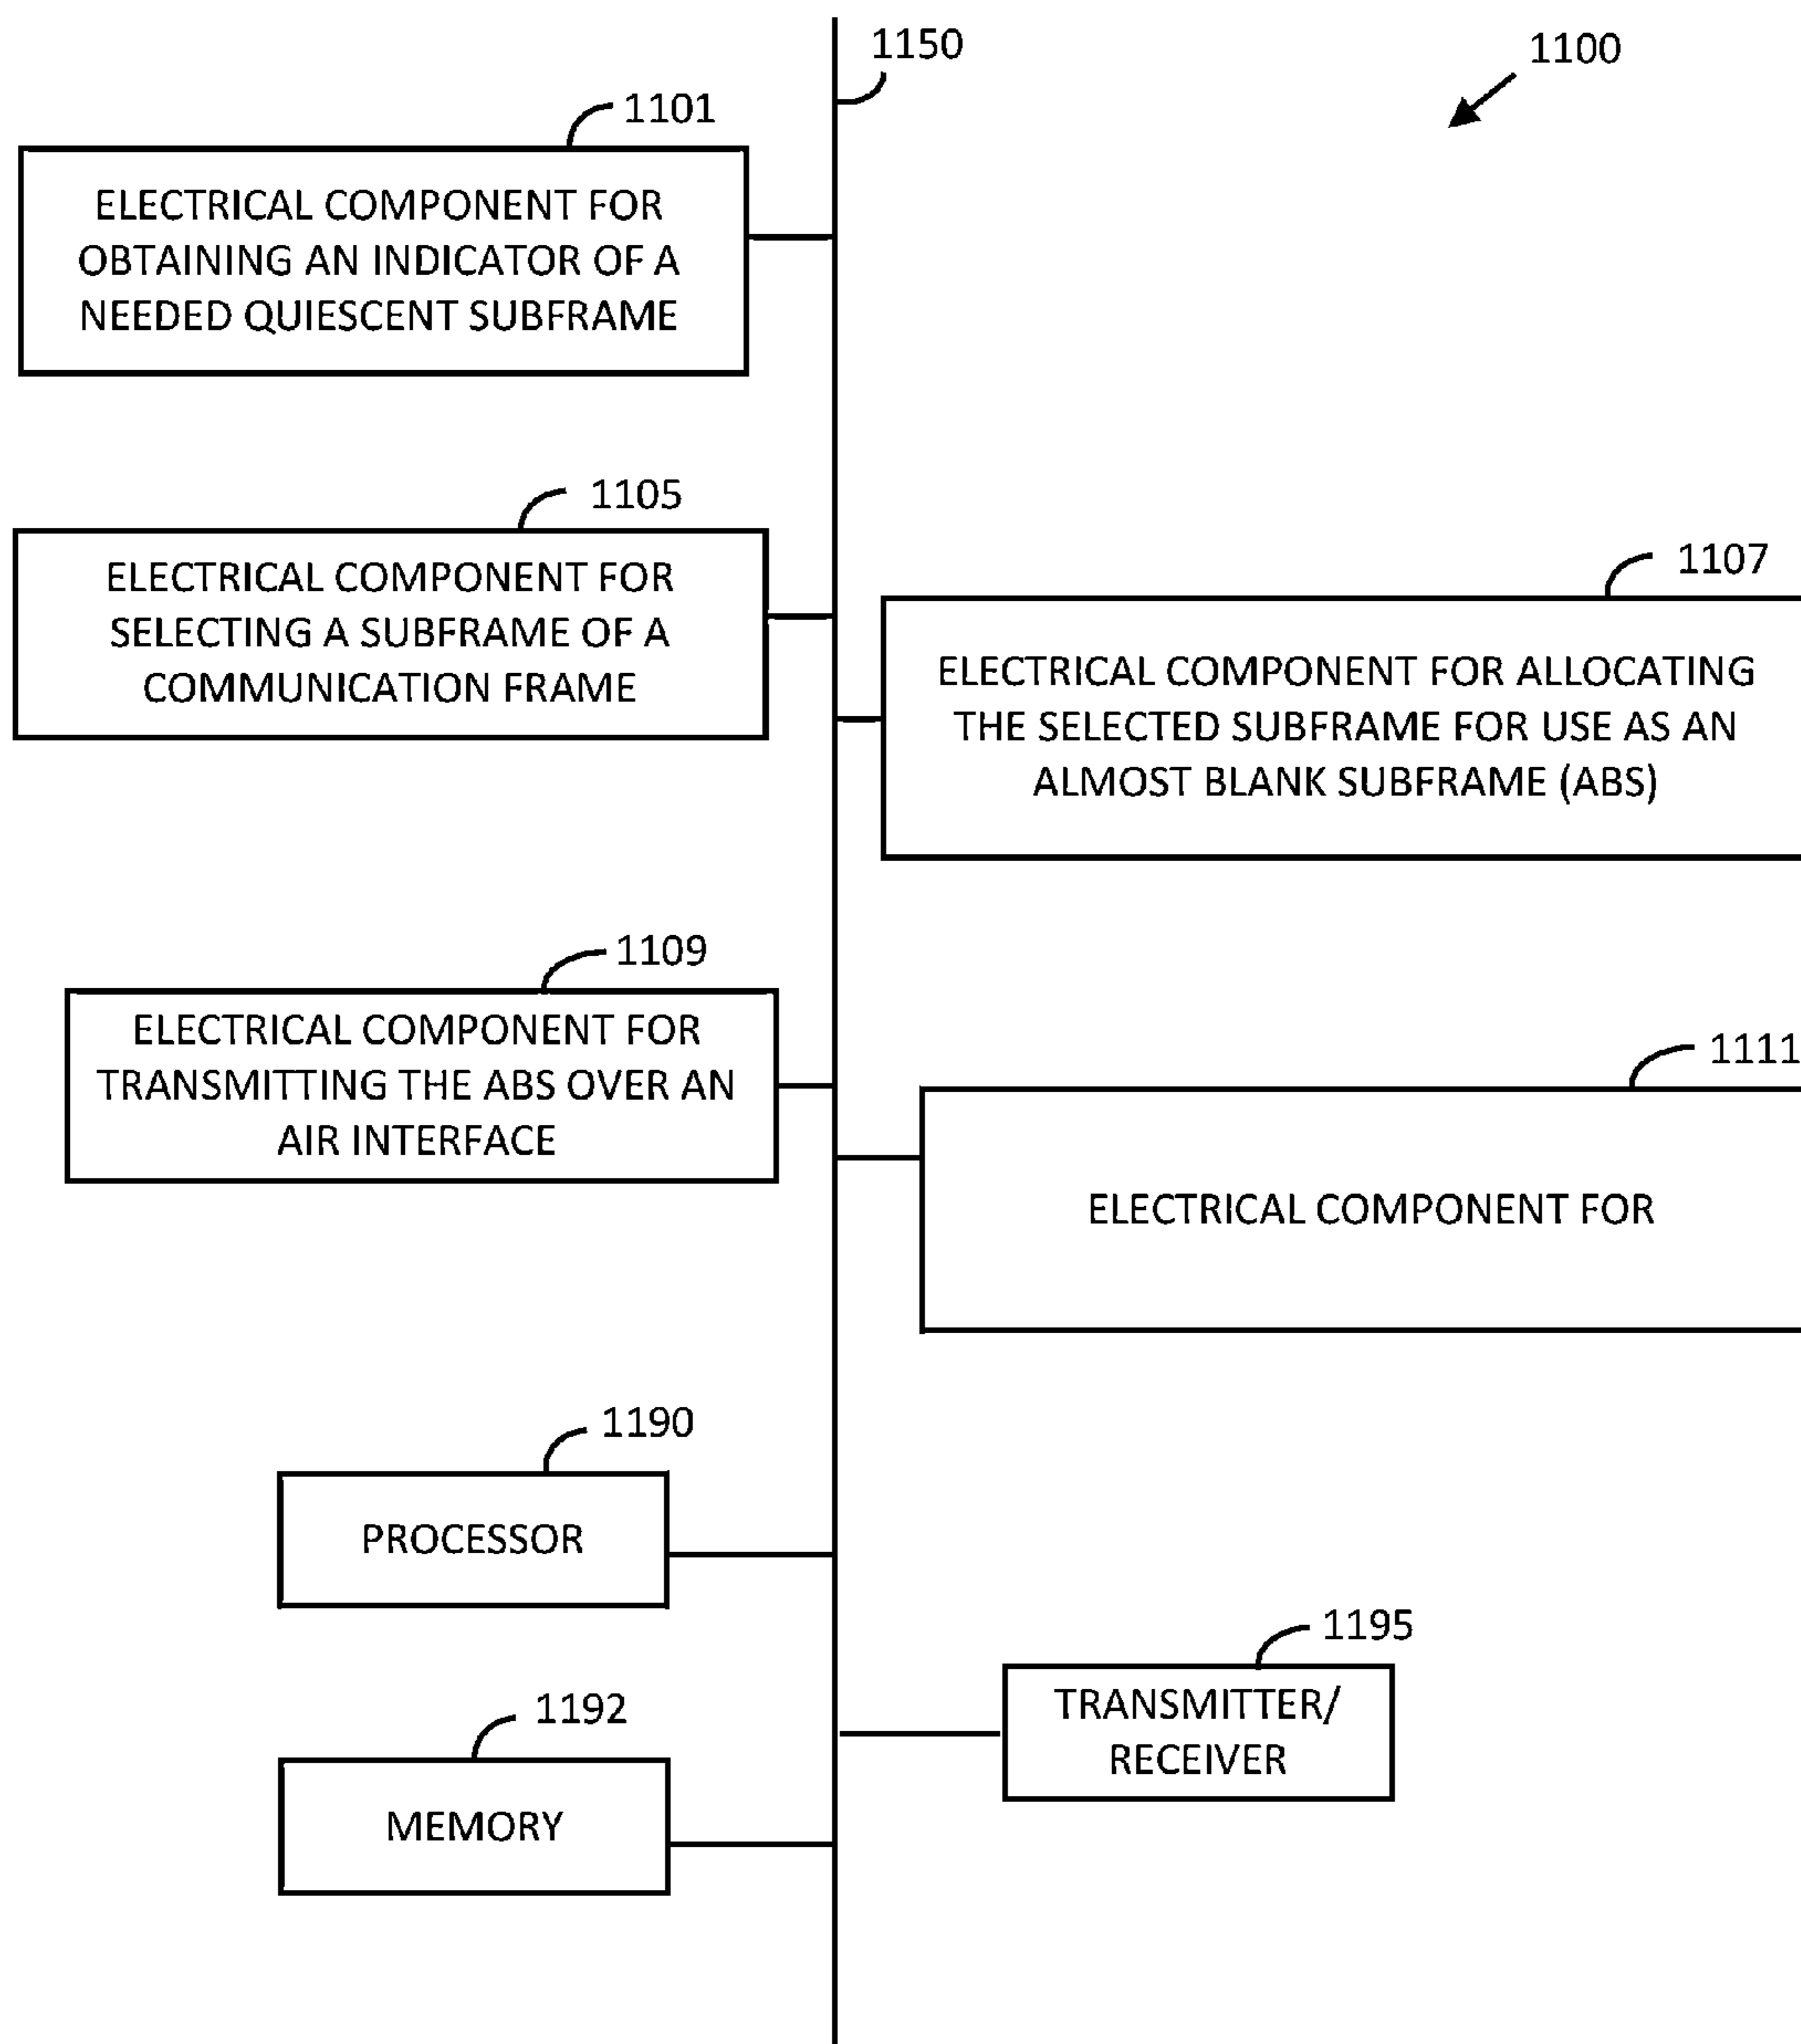 1150
1100
1101
ELECTRICAL COMPONENT FOR
OBTAINING AN INDICATOR OF A
NEEDED QUIESCENT SUBFRAME
1105
ELECTRICAL COMPONENT FOR
SELECTING A SUBFRAME OF A
COMMUNICATION FRAME
1107
ELECTRICAL COMPONENT FOR ALLOCATING
THE SELECTED SUBFRAME FOR USE AS AN
ALMOST BLANK SUBFRAME (ABS)
1109
ELECTRICAL COMPONENT FOR
TRANSMITTING THE ABS OVER AN
AIR INTERFACE
1111
ELECTRICAL COMPONENT FOR
1190
PROCESSOR
1195
TRANSMITTER/
RECEIVER
1192
MEMORY